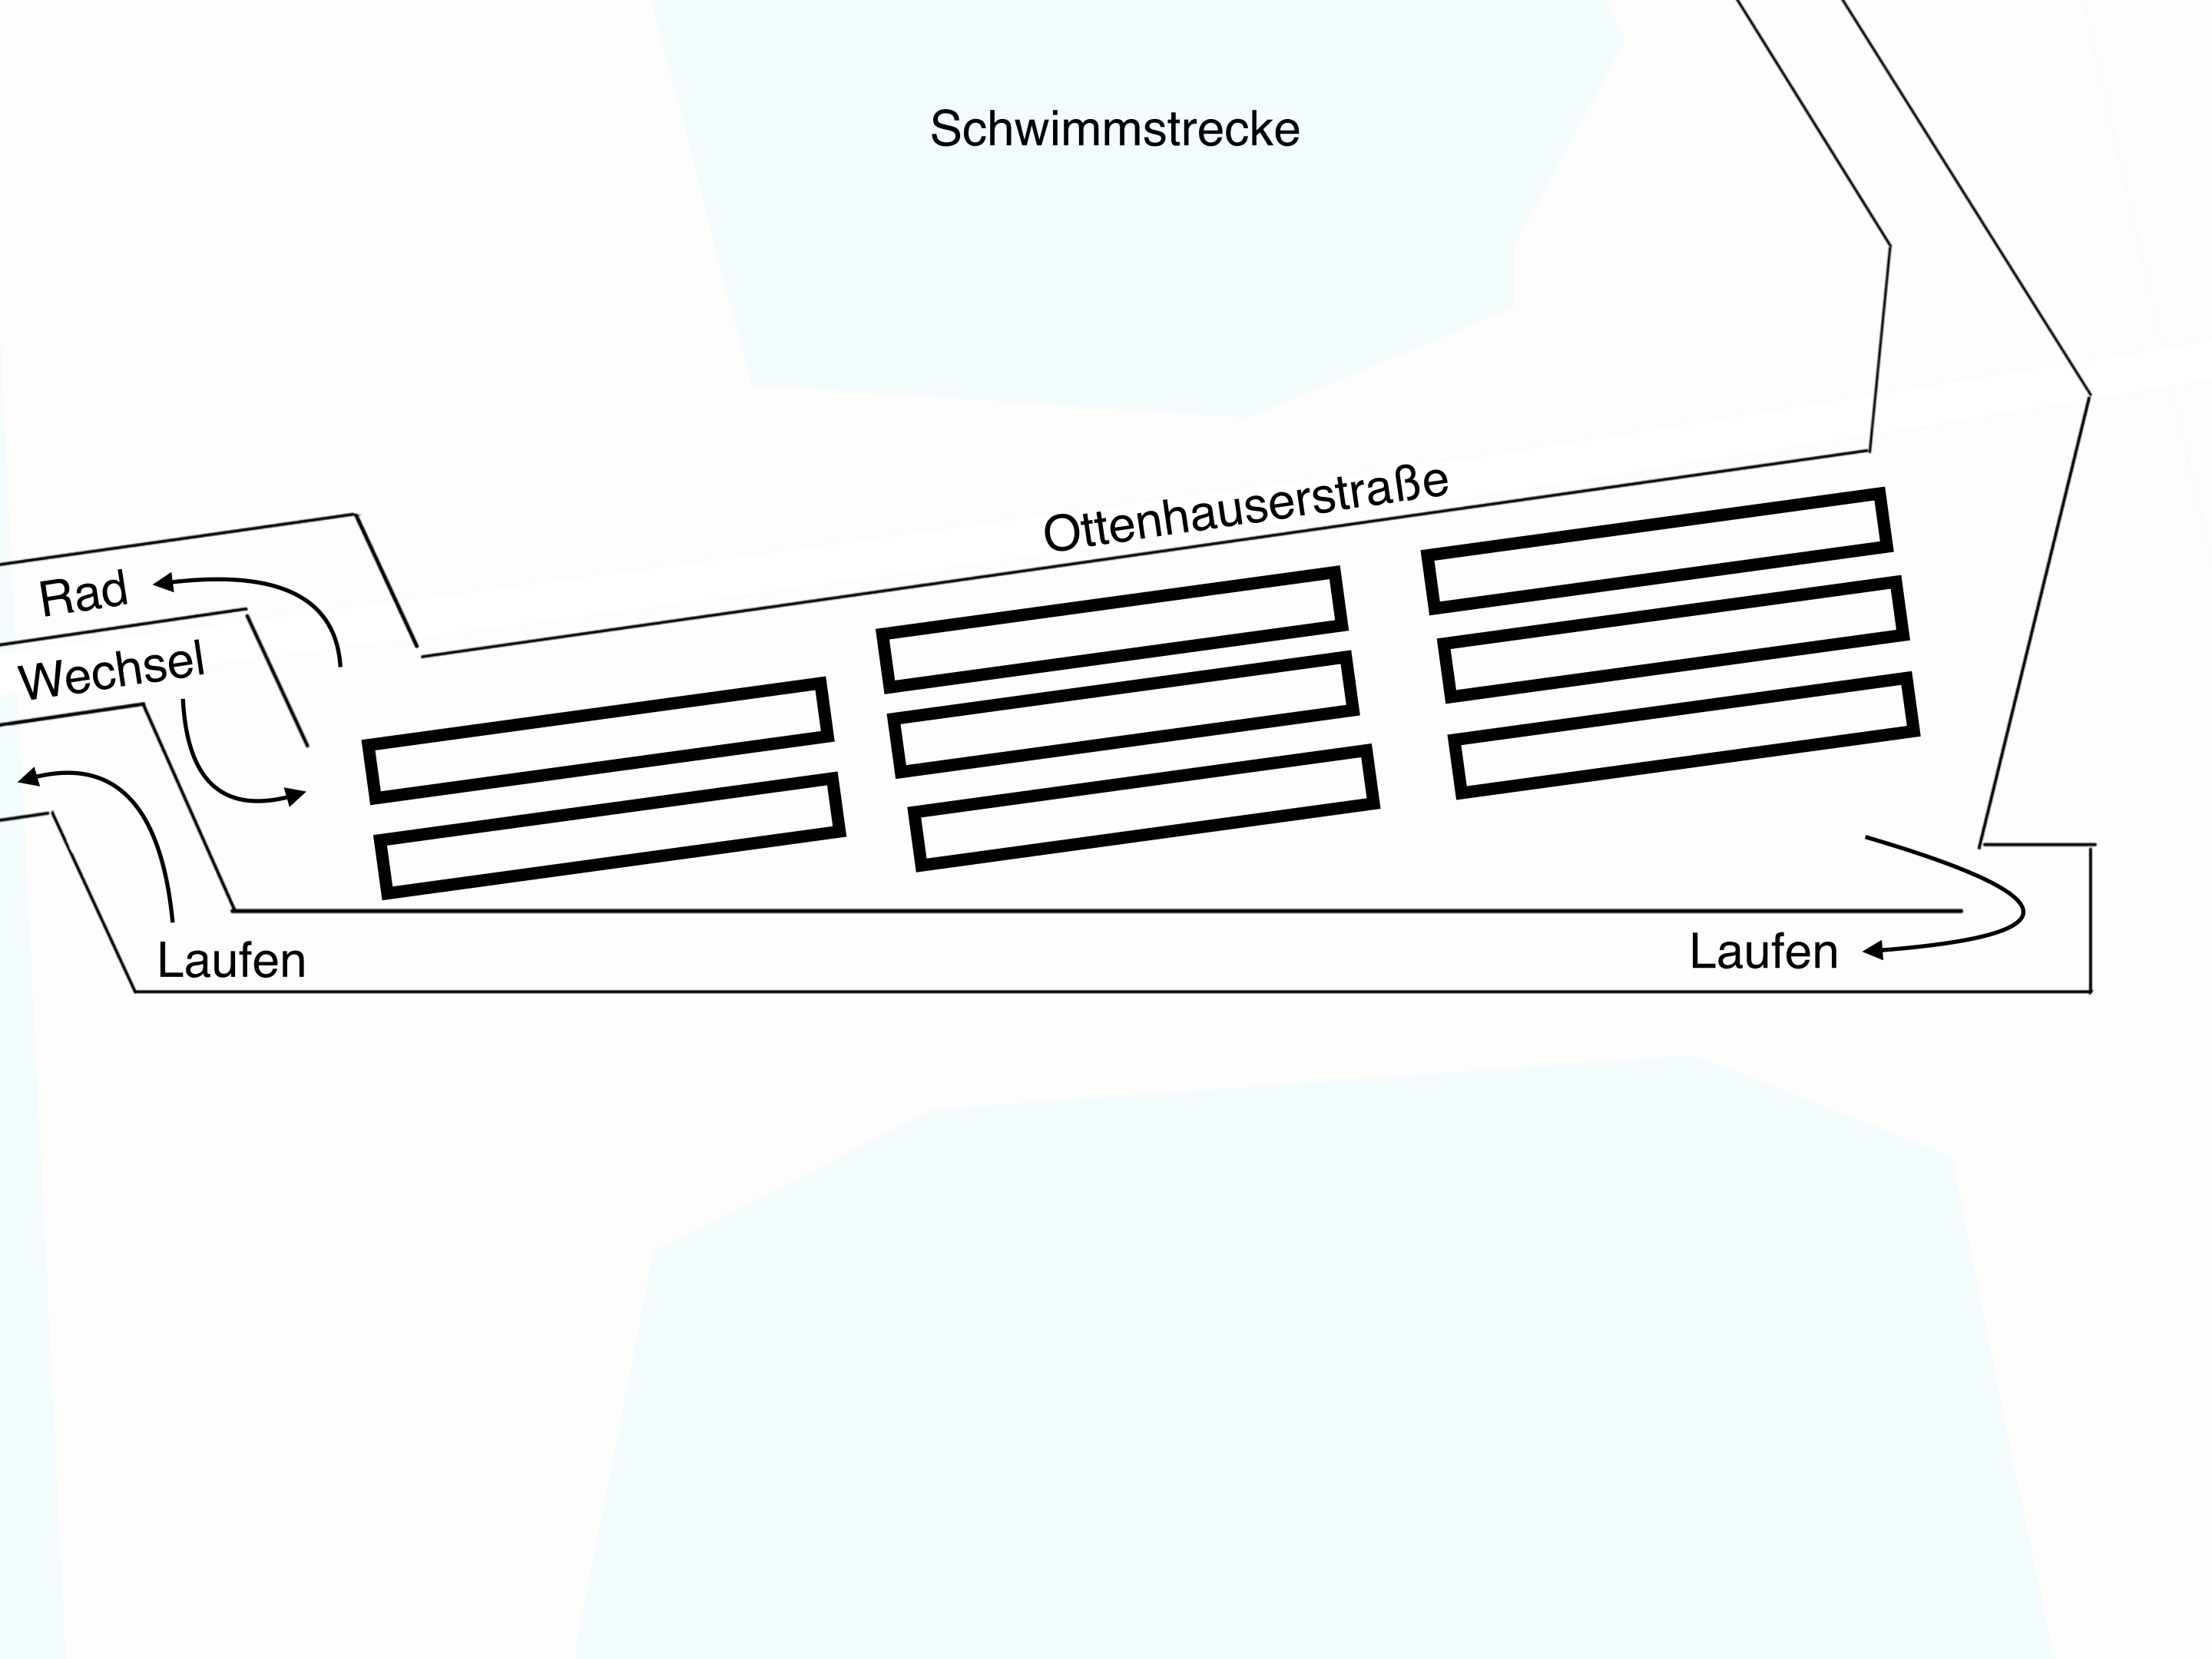 Schwimmstrecke
Ottenhauserstraße
Rad
Wechsel
Laufen
Laufen